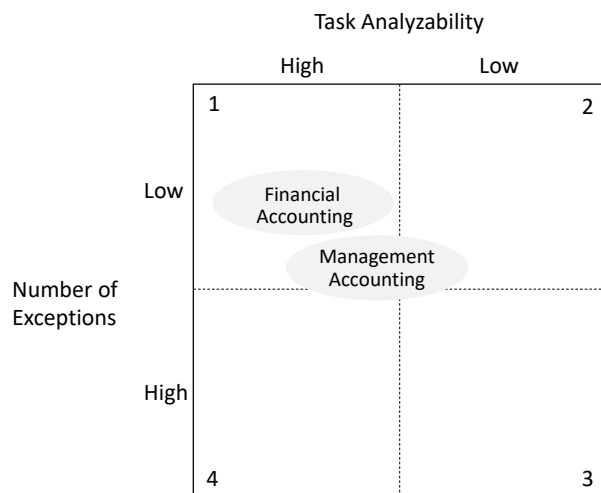 Task Analyzability
High Low
1 2
Low
Financial
Accounting
Management
Accounting
Number of
Exceptions
High
4 3